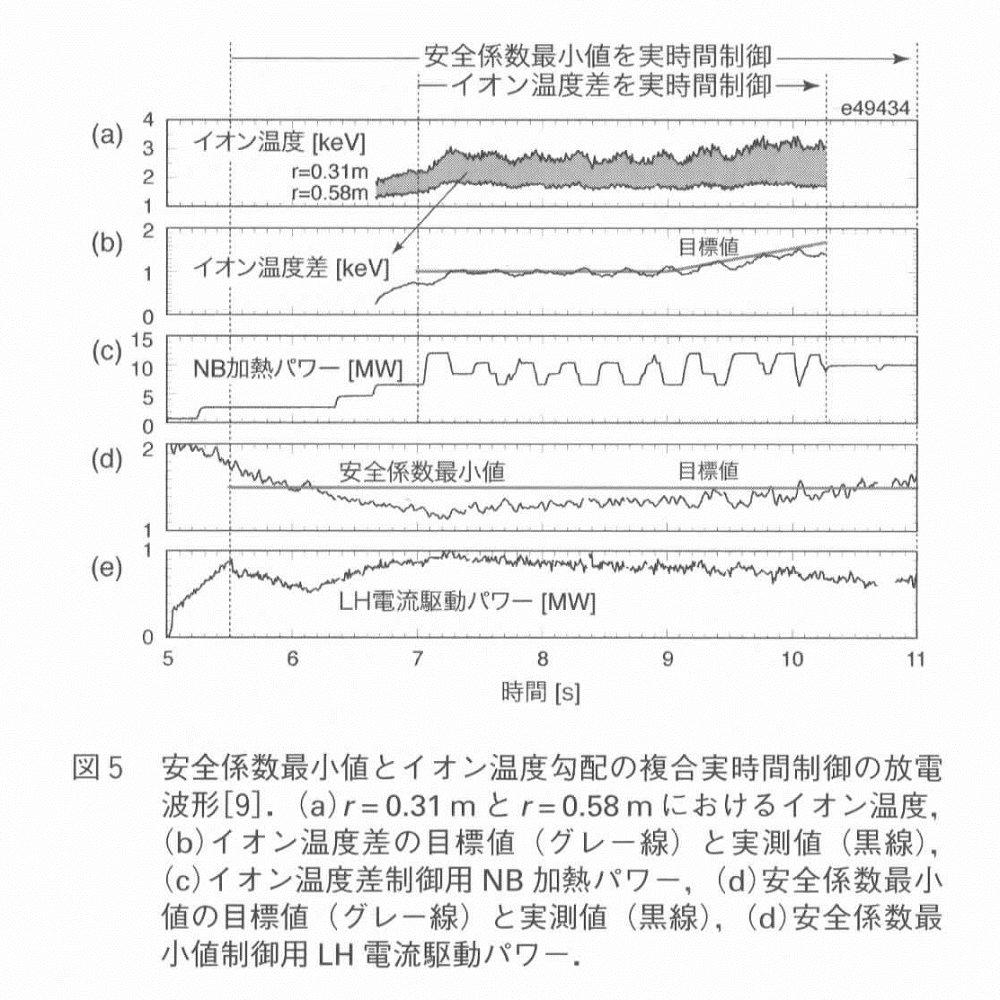 安全係数最小値を実時間制御
イオン温度差を実時間制御
e49434
(a)
4
3
2
1
イオン温度 [keV]
r=0.31m
r=0.58m
(b)
2
1
0
イオン温度差 [keV]
目標値
(c)
15
10
5
0
NB加熱パワー [MW]
(d)
2
1
安全係数最小値
目標値
(e)
1
0
LH電流駆動パワー [MW]
5 6 7 8 9 10 11
時間 [s]
図5 安全係数最小値とイオン温度勾配の複合実時間制御の放電
波形[9]．(a)r = 0.31 m と r = 0.58 m におけるイオン温度，
(b)イオン温度差の目標値（グレー線）と実測値（黒線），
(c)イオン温度差制御用 NB 加熱パワー，(d)安全係数最小
値の目標値（グレー線）と実測値（黒線），(d)安全係数最
小値制御用 LH 電流駆動パワー．